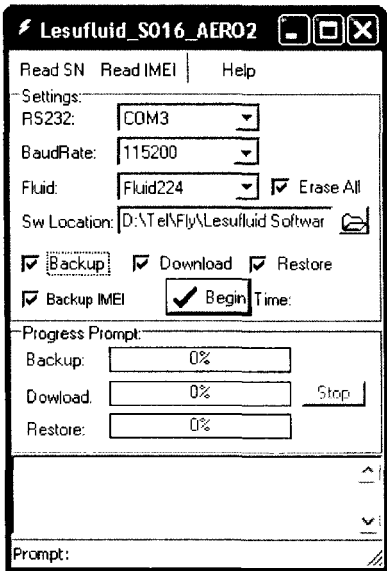 Lesufluid_S016_AERO2
Read SN Read IMEI Help
Settings:
RS232: COM3
BaudRate: 115200
Fluid: Fluid224 Erase All
Sw Location: D:\Tel\Fly\Lesufluid Softwar
Backup Download Restore
Backup IMEI Begin Time:
Progress Prompt:
Backup: 0%
Dowload. 0% Stop
Restore: 0%
Prompt: